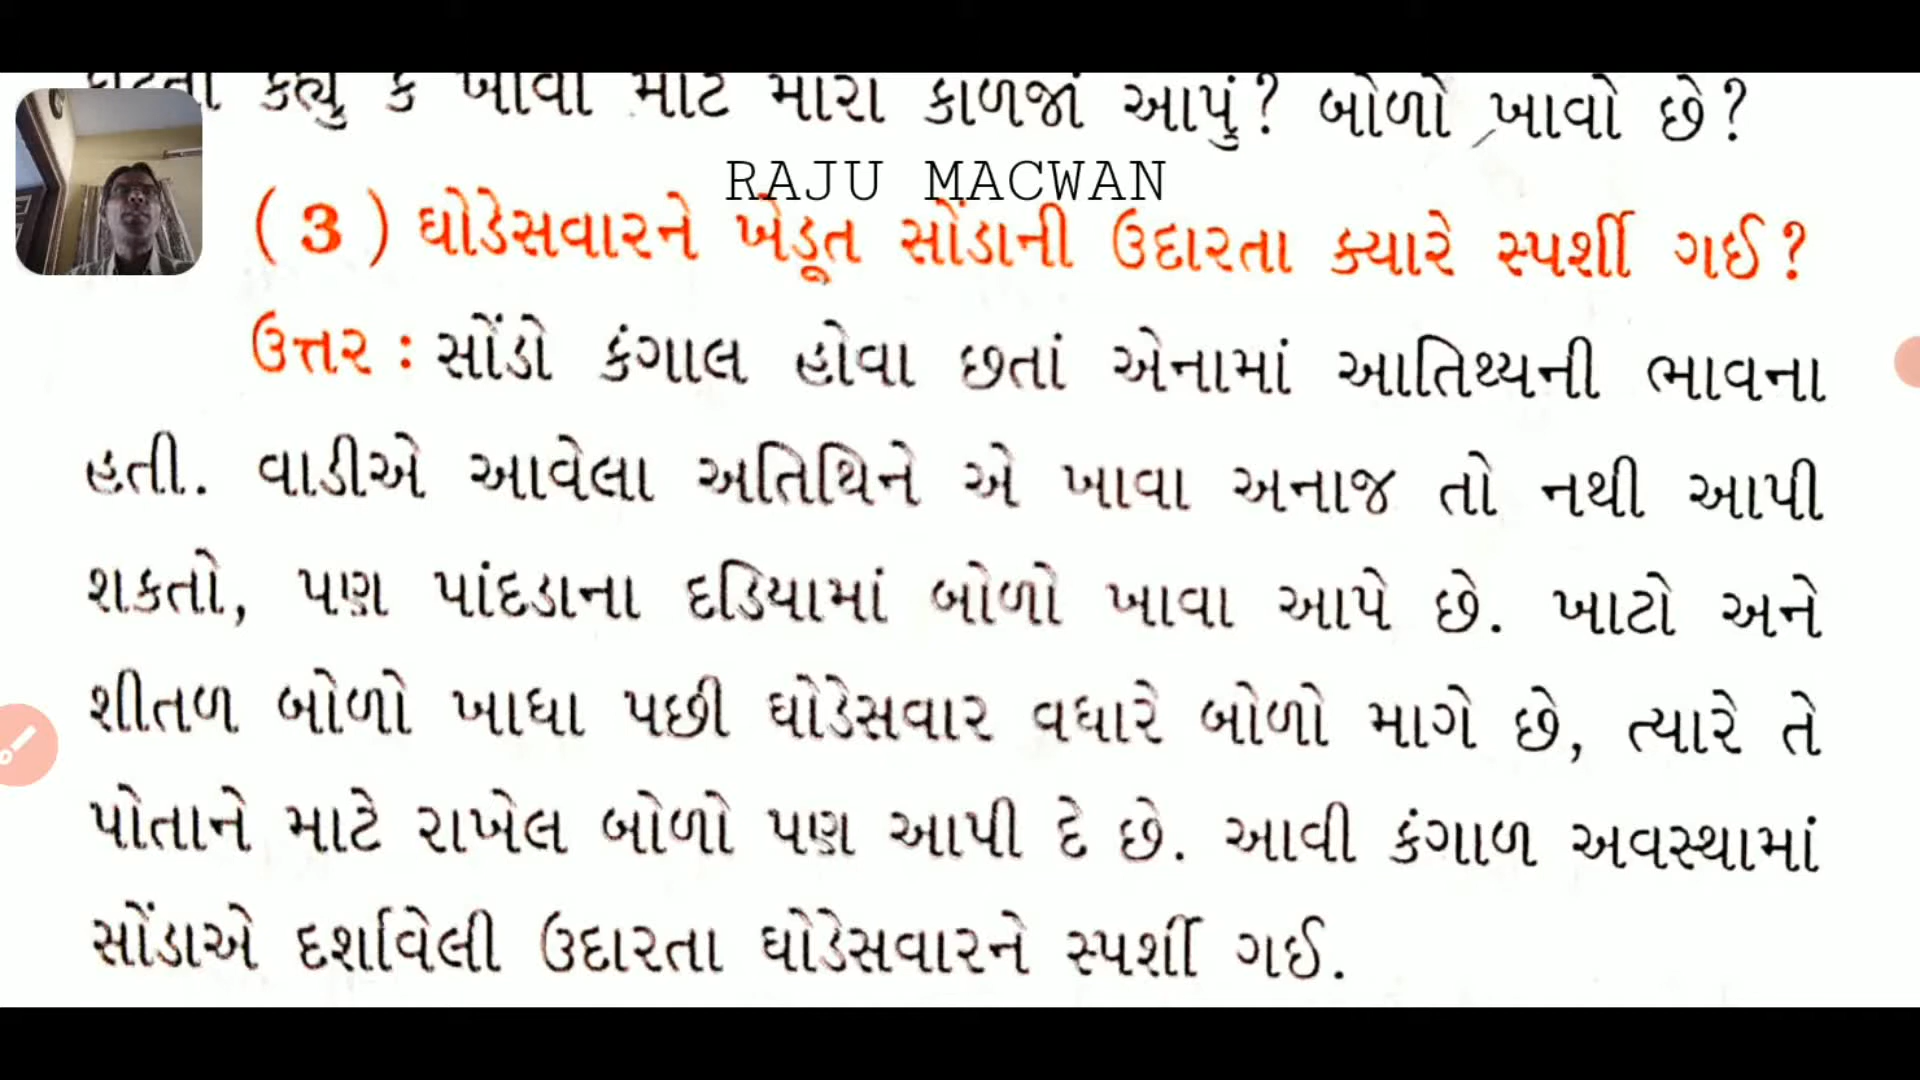 કહ્યું કે ખાવા માટે મારા કાળજાં આપું? બોળો ખાવો છે?
RAJU MACWAN
(3) ઘોડેસવારને ખેડૂત સોંડાની ઉદારતા ક્યારે સ્પર્શી ગઈ?
ઉત્તર : સોંડો કંગાલ હોવા છતાં એનામાં આતિથ્યની ભાવના
હતી. વાડીએ આવેલા અતિથિને એ ખાવા અનાજ તો નથી આપી
શકતો, પણ પાંદડાના દડિયામાં બોળો ખાવા આપે છે. ખાટો અને
શીતળ બોળો ખાધા પછી ઘોડેસવાર વધારે બોળો માગે છે, ત્યારે તે
પોતાને માટે રાખેલ બોળો પણ આપી દે છે. આવી કંગાળ અવસ્થામાં
સોંડાએ દર્શાવેલી ઉદારતા ઘોડેસવારને સ્પર્શી ગઈ.